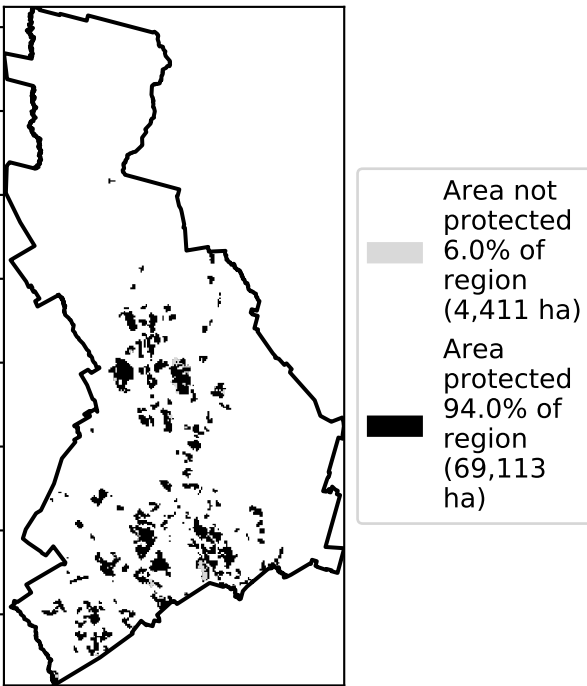 Area not
protected
6.0% of
region
(4,411 ha)
Area
protected
94.0% of
region
(69,113
ha)